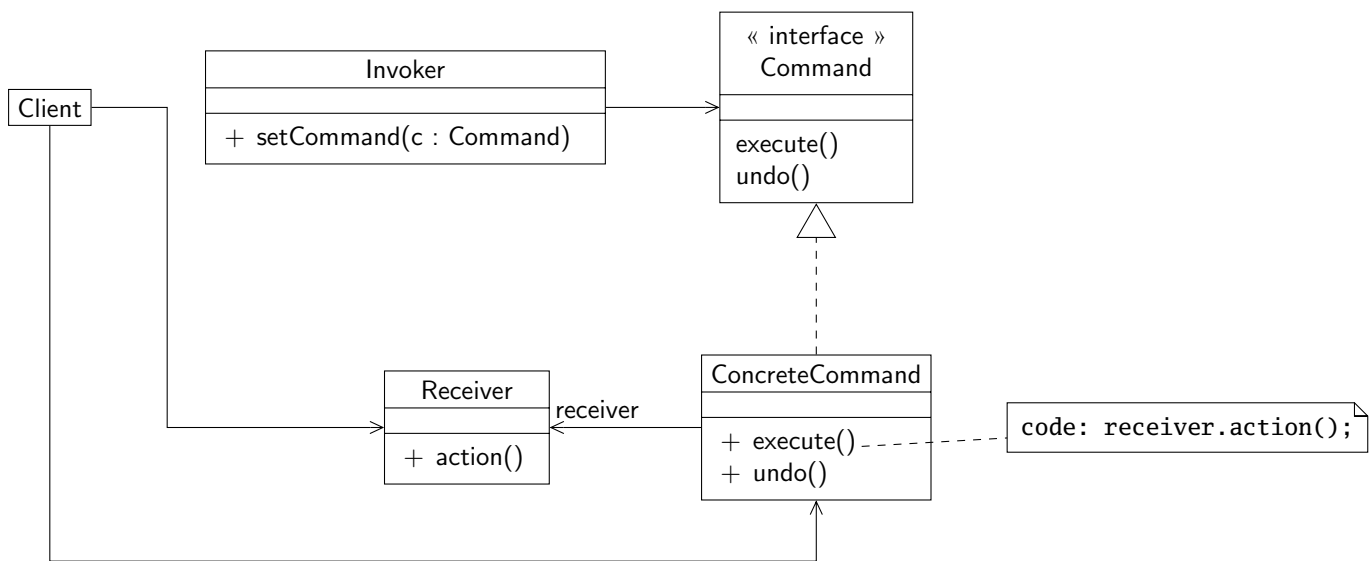 « interface »
Command
Invoker
Client
+ setCommand(c : Command)
execute()
undo()
ConcreteCommand
Receiver
receiver
+ action()
+ execute()
+ undo()
code: receiver.action();